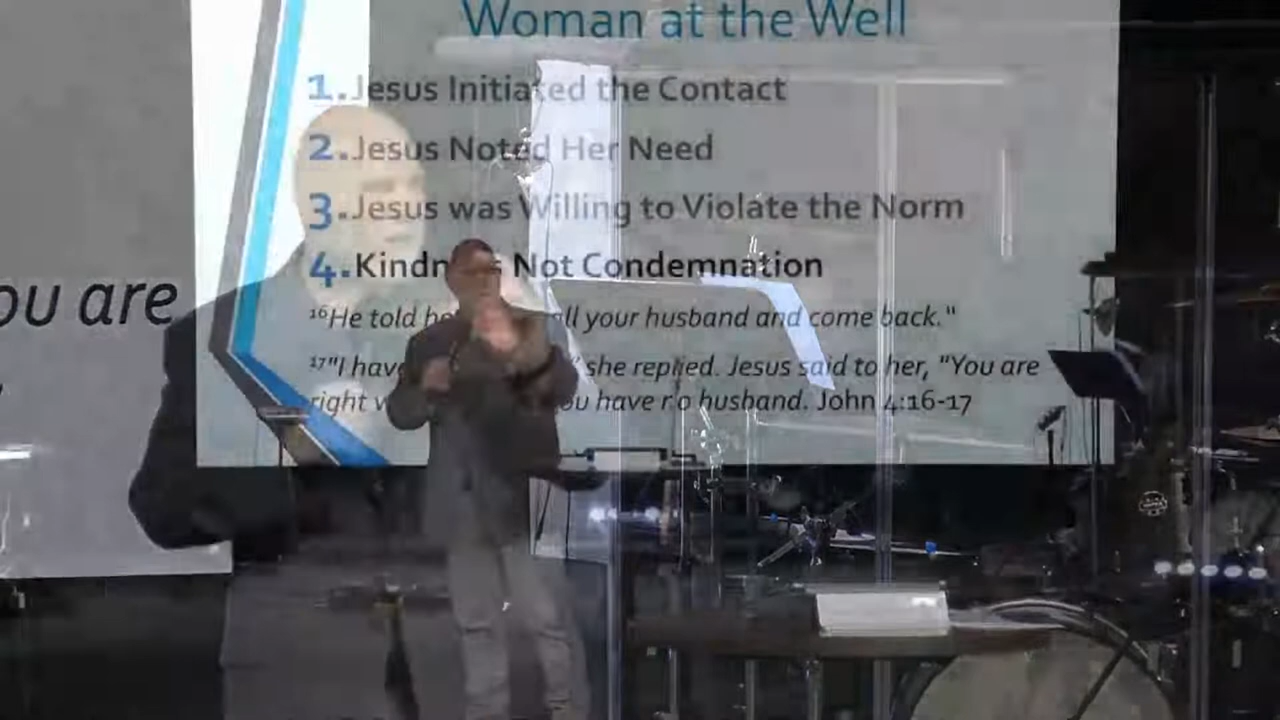 Woman at the Well
1. Jesus Initiated the Contact
2. Jesus Noted Her Need
3. Jesus was Willing to Violate the Norm
4. Not Condemnation
16"He told your husband and come back."
17"I have she replied. Jesus said to her, "You are
right you have no husband. John 4:16-17
ou are